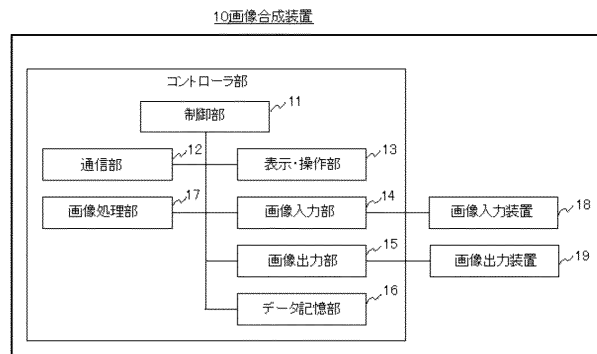 10画像合成装置
コントローラ部
制御部
11
通信部
12
表示・操作部
13
画像処理部
17
画像入力部
14
画像入力装置
18
画像出力部
15
画像出力装置
19
データ記憶部
16